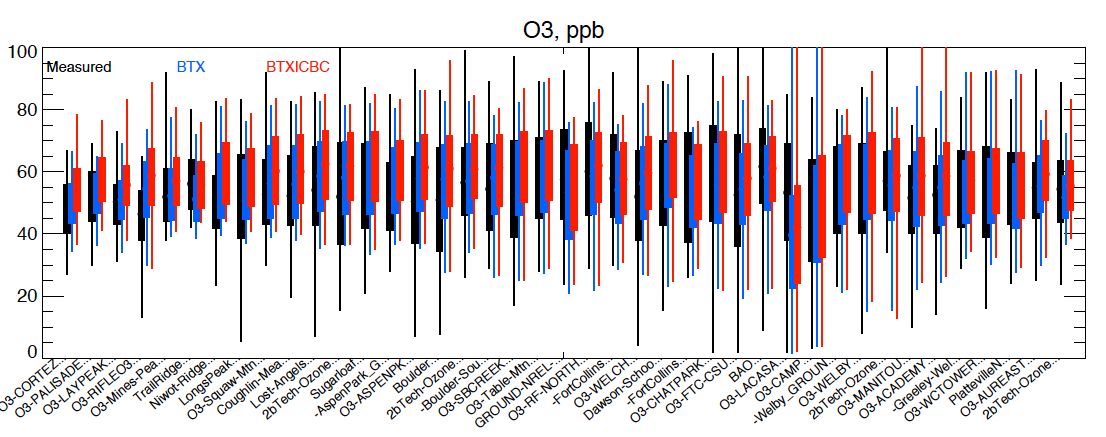 O3, ppb
100
80
60
40
20
0
Measured BTX BTXICBC
O3-CORTEZ...
O3-PALISADE...
O3-LAYPEAK...
O3-RIFLEO3...
O3-Mines-Pea...
TrailRidge...
Niwot-Ridge...
LongsPeak...
O3-Squaw-Mtn...
Coughlin-Mea...
Lost-Angels...
2bTech-Ozone...
Sugarloaf...
-AspenPark_G...
O3-ASPENPK...
Boulder...
2bTech-Ozone...
-Boulder-Sou...
O3-SBCREEK...
O3-Table-Mtn...
GROUND-NREL-...
O3-RF-NORTH...
-FortCollins...
O3-WELCH...
Dawson-Schoo...
-FortCollins...
O3-CHATPARK...
O3-FTC-CSU...
BAO...
O3-LACASA...
O3-CAMP...
-Welby_GROUN...
O3-WELBY...
2bTech-Ozone...
O3-MANITOU...
O3-ACADEMY...
-Greeley-Wel...
O3-WCTOWER...
PlattevilleN...
O3-AUREAST...
2bTech-Ozone...